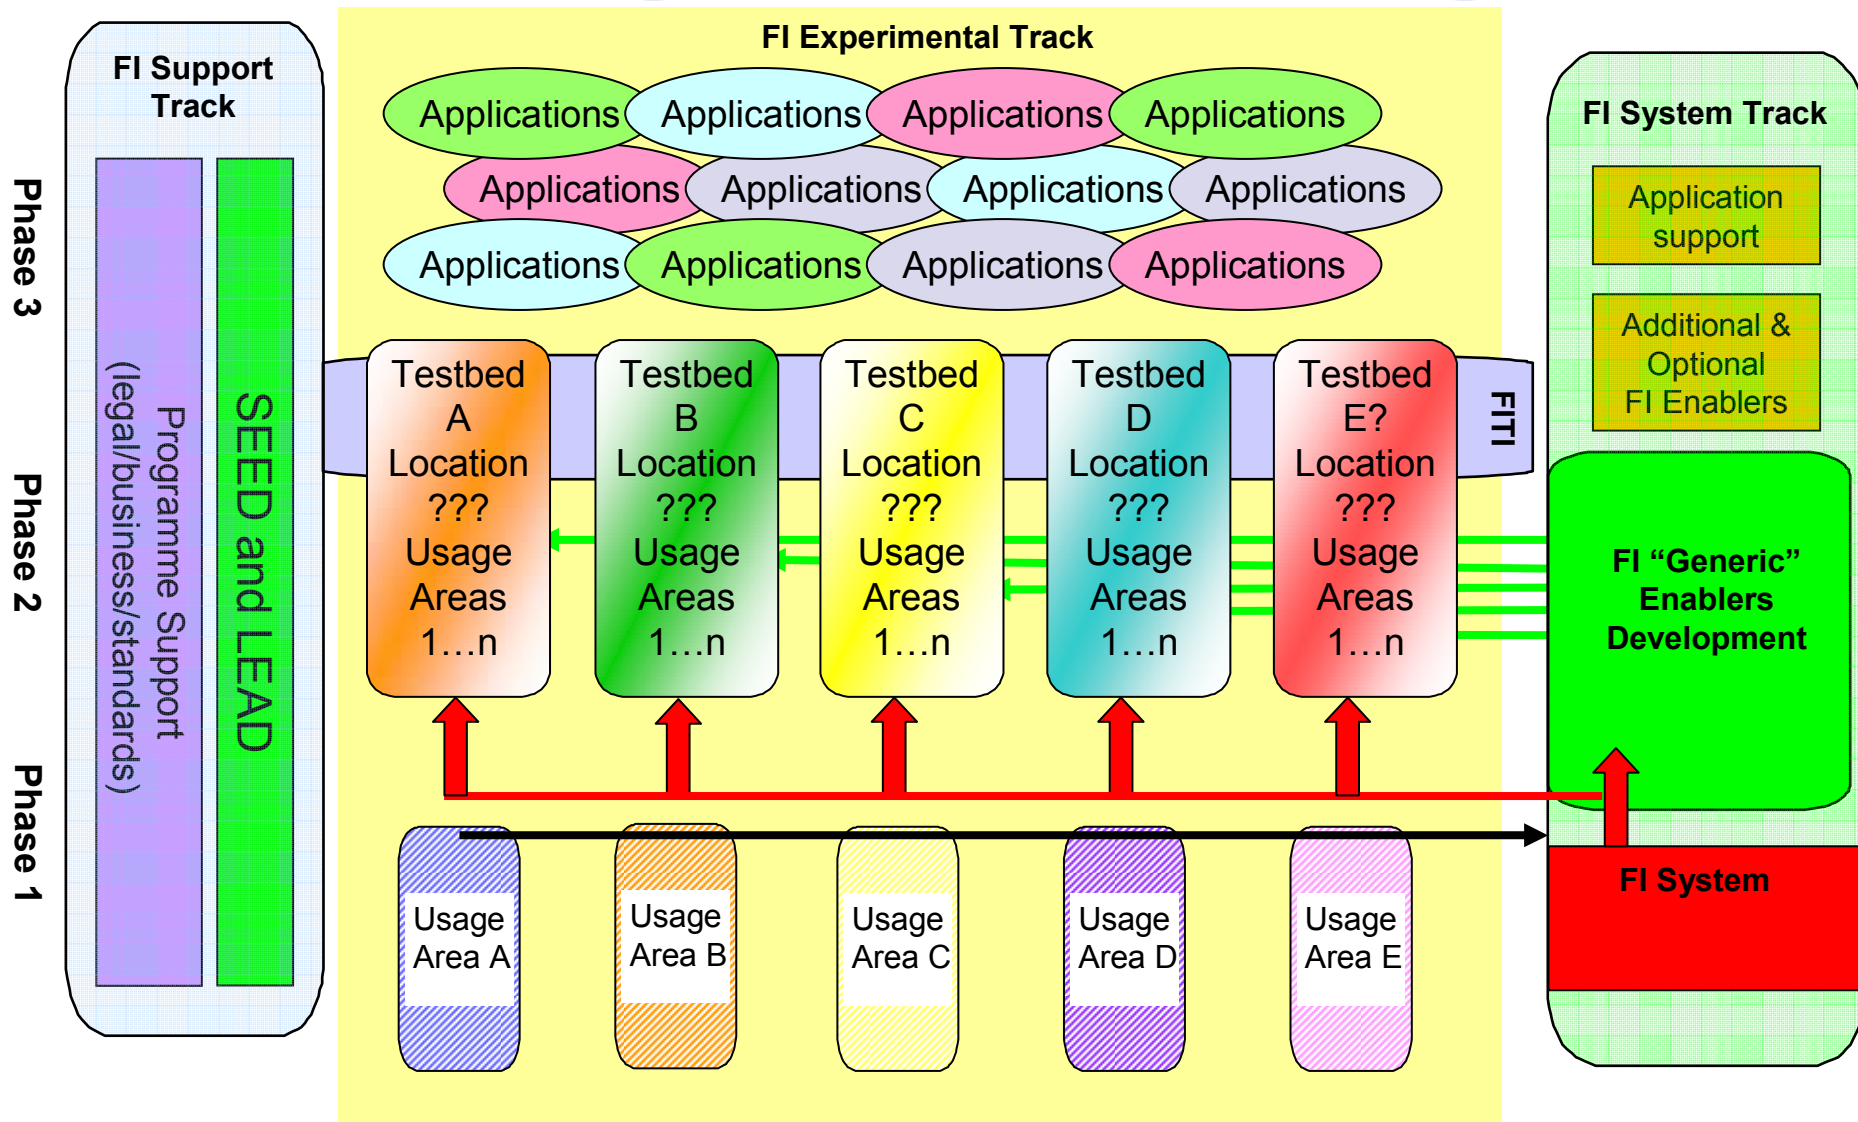 FI Experimental Track
FI Support
Track
FI System Track
Phase 3
Phase 2
Phase 1
Programme Support
(legal/business/standards)
SEED and LEAD
Applications
Applications
Applications
Applications
Applications
Applications
Applications
Applications
Applications
Applications
Applications
Applications
Testbed
A
Location
???
Usage
Areas
1…n
Testbed
B
Location
???
Usage
Areas
1…n
Testbed
C
Location
???
Usage
Areas
1…n
Testbed
D
Location
???
Usage
Areas
1…n
Testbed
E?
Location
???
Usage
Areas
1…n
FITI
Application
support
Additional &
Optional
FI Enablers
FI “Generic”
Enablers
Development
FI System
Usage
Area A
Usage
Area B
Usage
Area C
Usage
Area D
Usage
Area E